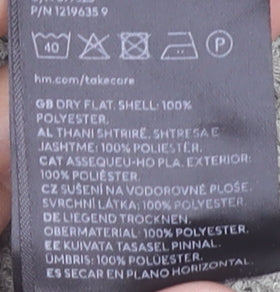 P/N 1219635 9
40 P
hm.com/takecare
GB DRY FLAT. SHELL: 100%
POLYESTER.
AL THANI SHTRIRË. SHTRESA E
JASHTME: 100% POLIESTËR.
CAT ASSEQUEU-HO PLA. EXTERIOR:
100% POLIÈSTER.
CZ SUŠENÍ NA VODOROVNÉ PLOŠE.
SVRCHNÍ LÁTKA: 100% POLYESTER.
DE LIEGEND TROCKNEN.
OBERMATERIAL: 100% POLYESTER.
EE KUIVATA TASASEL PINNAL.
ÜMBRIS: 100% POLÜESTER.
ES SECAR EN PLANO HORIZONTAL.